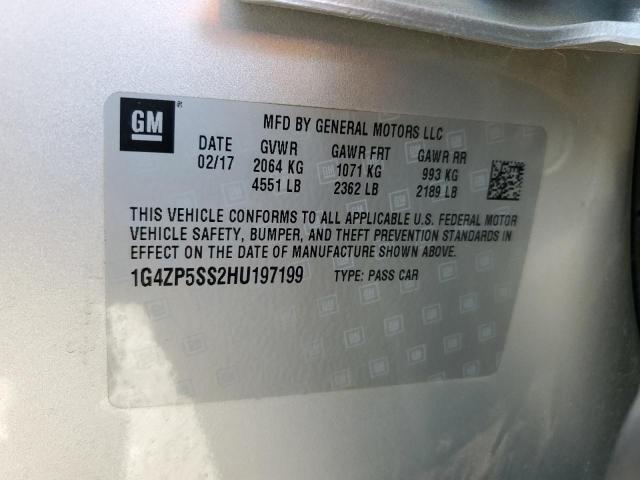 GM
MFD BY GENERAL MOTORS LLC
DATE GVWR GAWR FRT GAWR RR
02/17 2064 KG 1071 KG 993 KG
4551 LB 2362 LB 2189 LB
THIS VEHICLE CONFORMS TO ALL APPLICABLE U.S. FEDERAL MOTOR
VEHICLE SAFETY, BUMPER, AND THEFT PREVENTION STANDARDS IN
EFFECT ON THE DATE OF MANUFACTURE SHOWN ABOVE.
1G4ZP5SS2HU197199 TYPE: PASS CAR